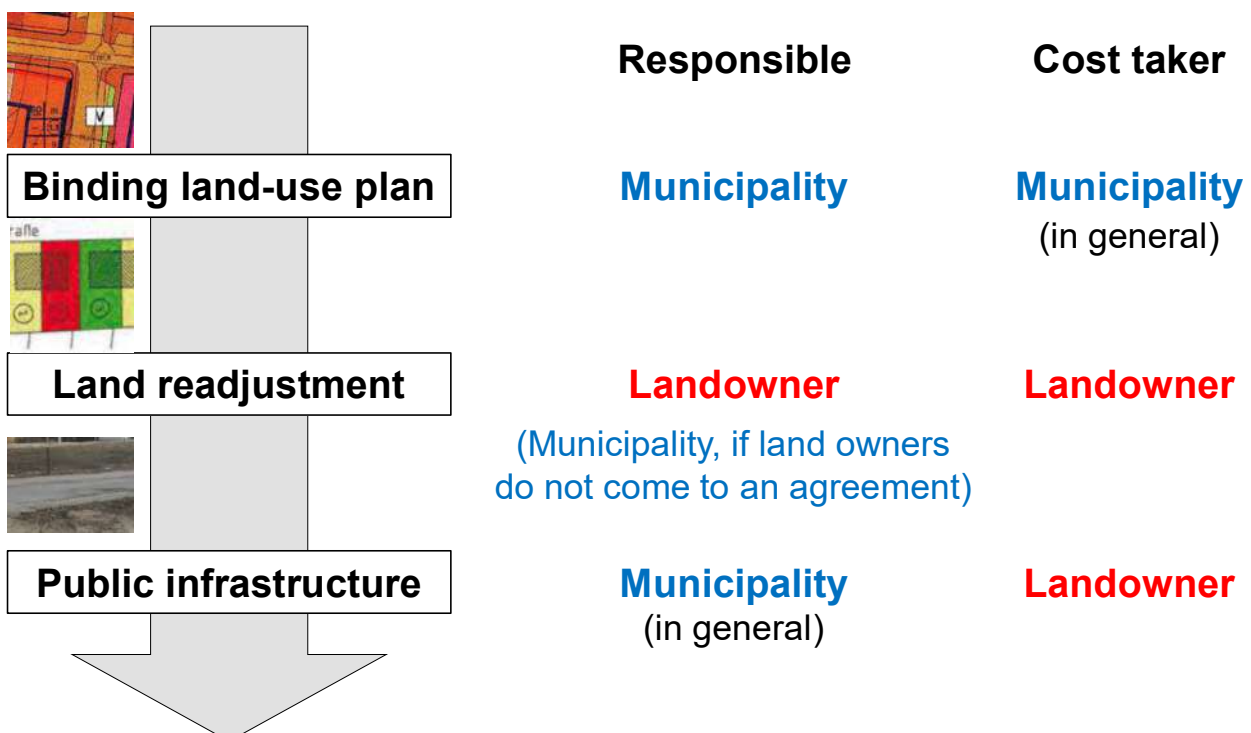 Responsible
Cost taker
V
Binding land-use plan
Municipality
Municipality
(in general)
raße
Land readjustment
Landowner
Landowner
(Municipality, if land owners
do not come to an agreement)
Public infrastructure
Municipality
Landowner
(in general)